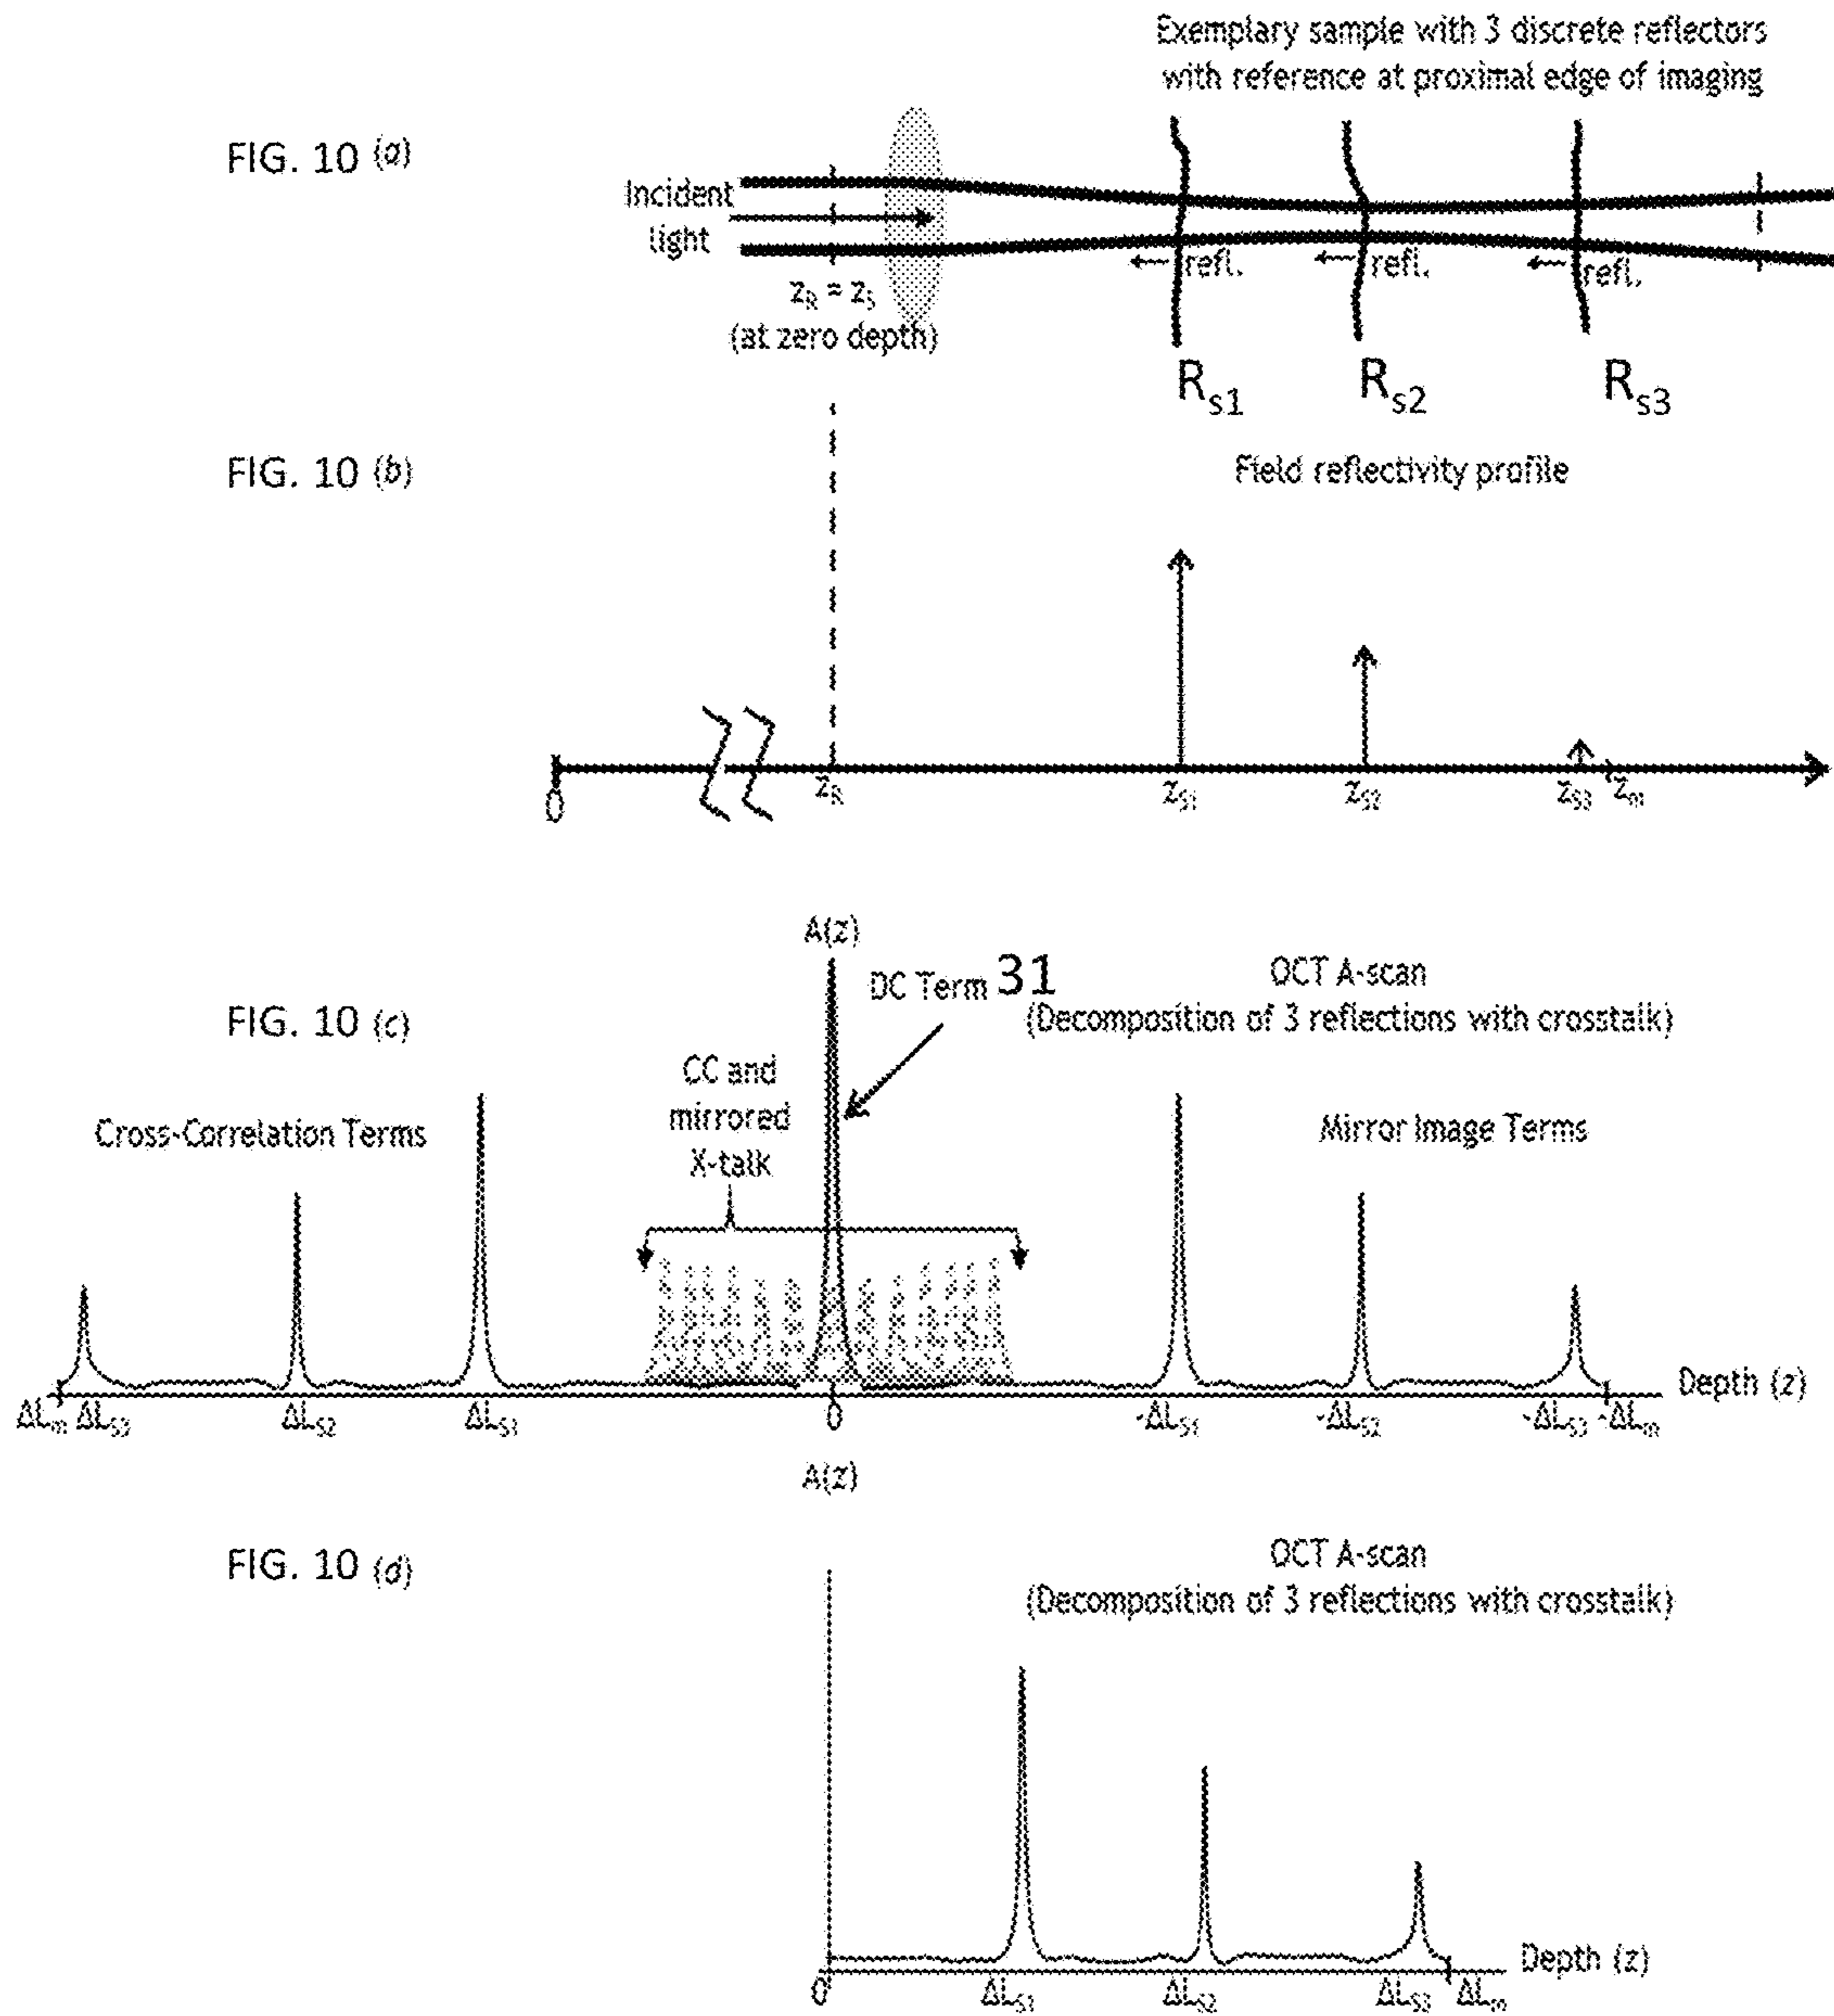 Exemplary sample with 3 discrete reflectors
with reference at proximal edge of imaging
FIG. 10 (a)
Incident
light
refl.
refl.
refl.
z_R = z_S
(at zero depth)
R_s1
R_s2
R_s3
FIG. 10 (b)
Field reflectivity profile
0
z_R
z_S1
z_S2
z_S3
z_m
A(z)
DC Term 31
OCT A-scan
(Decomposition of 3 reflections with crosstalk)
FIG. 10 (c)
CC and
mirrored
X-talk
Cross-Correlation Terms
Mirror Image Terms
Depth (z)
ΔL_m
ΔL_S3
ΔL_S2
ΔL_S1
0
-ΔL_S1
-ΔL_S2
-ΔL_S3
-ΔL_m
A(z)
FIG. 10 (d)
OCT A-scan
(Decomposition of 3 reflections with crosstalk)
Depth (z)
0
ΔL_S1
ΔL_S2
ΔL_S3
ΔL_m